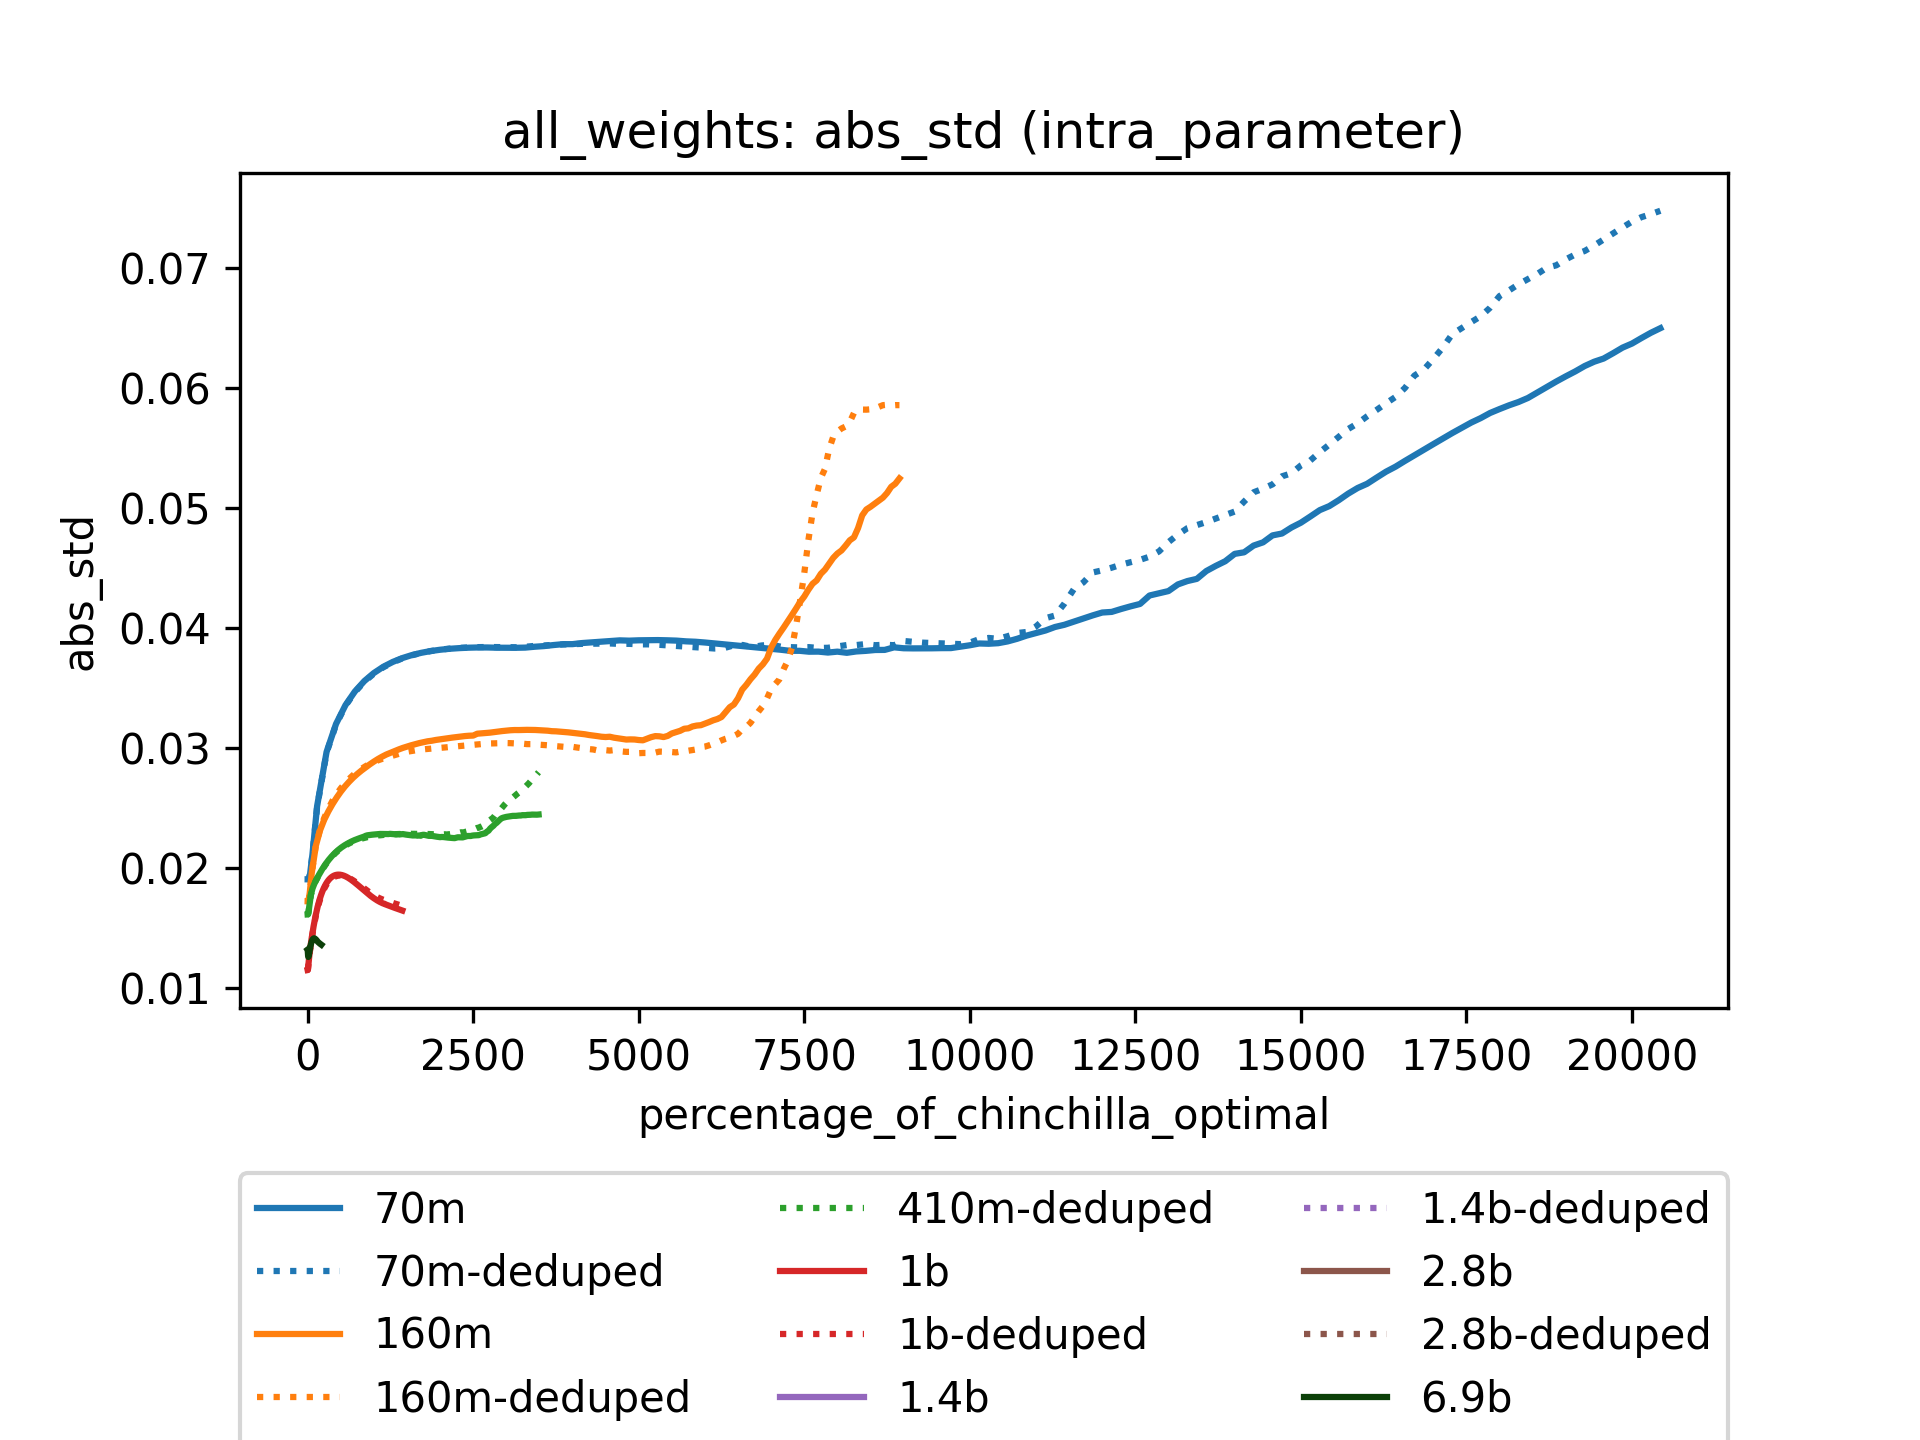 all_weights: abs_std (intra_parameter)
abs_std
0.07
0.06
0.05
0.04
0.03
0.02
0.01
0 2500 5000 7500 10000 12500 15000 17500 20000
percentage_of_chinchilla_optimal
70m
70m-deduped
160m
160m-deduped
410m-deduped
1b
1b-deduped
1.4b
1.4b-deduped
2.8b
2.8b-deduped
6.9b